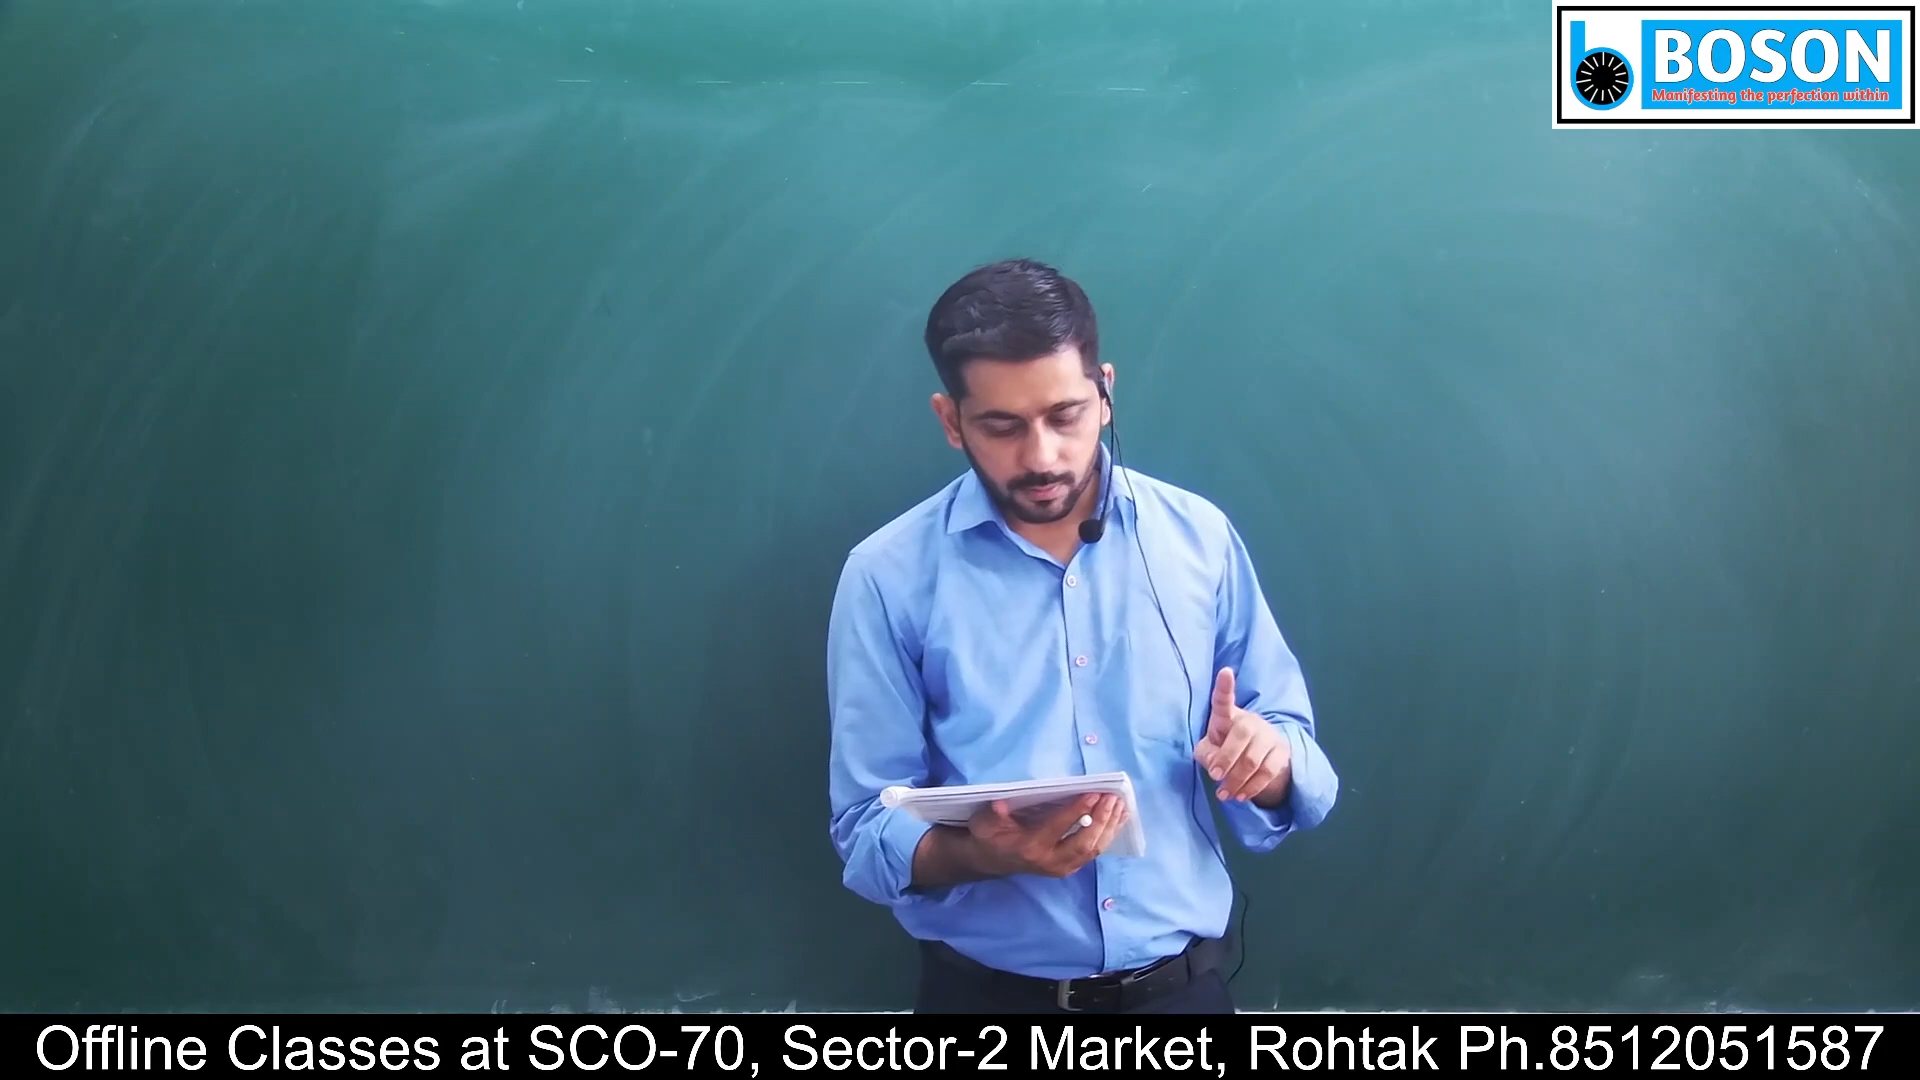 BOSON
Manifesting the perfection within
Offline Classes at SCO-70, Sector-2 Market, Rohtak Ph.8512051587